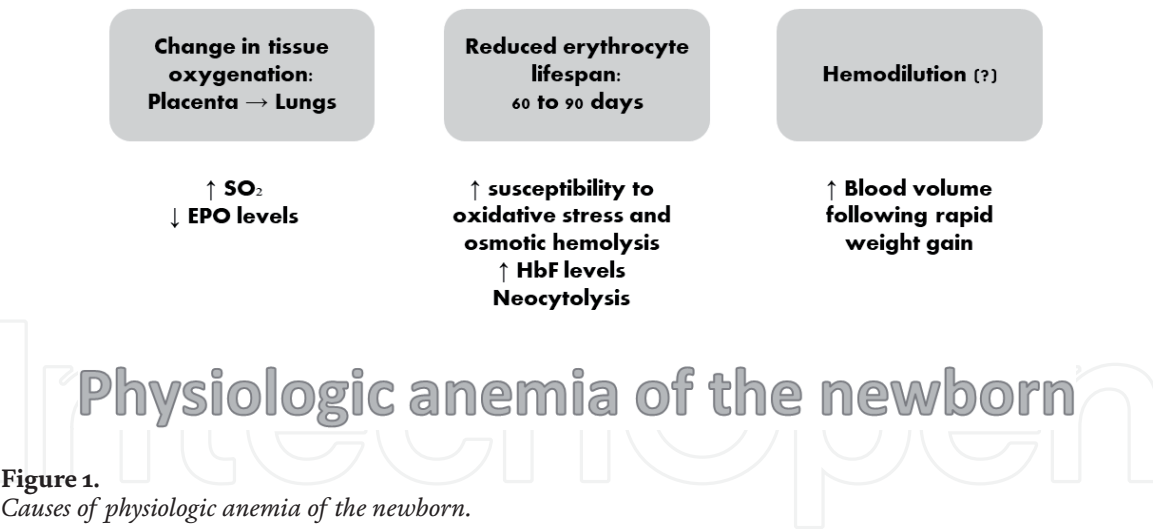 Change in tissue
oxygenation:
Placenta → Lungs
↑ SO₂
↓ EPO levels
Reduced erythrocyte
lifespan:
60 to 90 days
↑ susceptibility to
oxidative stress and
osmotic hemolysis
↑ HbF levels
Neocytolysis
Hemodilution (?)
↑ Blood volume
following rapid
weight gain
Physiologic anemia of the newborn
IntechOpen
Figure 1.
Causes of physiologic anemia of the newborn.